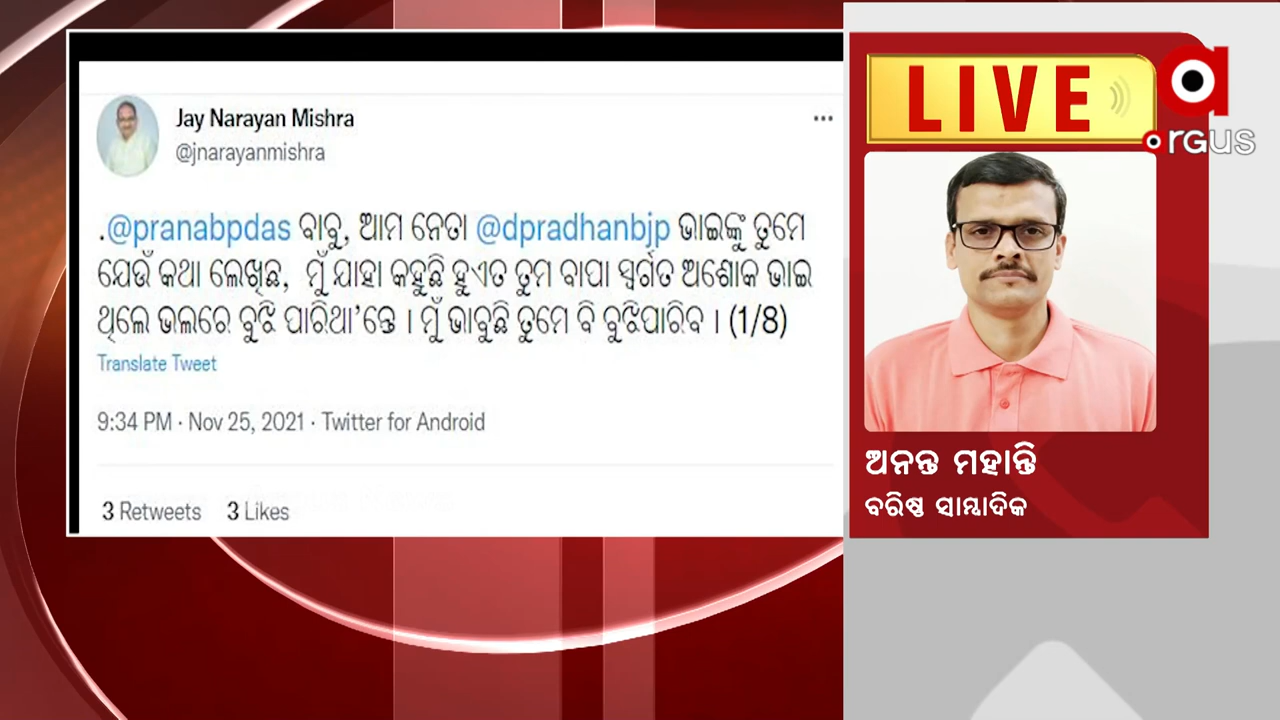 Jay Narayan Mishra
@jnarayanmishra
.@pranabpdas ବାବୁ, ଆମ ନେତା @dpradhanbjp ଭାଇଙ୍କୁ ତୁମେ
ଯେଉଁ କଥା ଲେଖିଛ, ମୁଁ ଯାହା କହୁଛି ହୁଏତ ତୁମ ବାପା ସ୍ୱର୍ଗତ ଅଶୋକ ଭାଇ
ଥିଲେ ଭଲରେ ବୁଝି ପାରିଥା'ନ୍ତେ । ମୁଁ ଭାବୁଛି ତୁମେ ବି ବୁଝିପାରିବ । (1/8)
Translate Tweet
9:34 PM · Nov 25, 2021 · Twitter for Android
3 Retweets 3 Likes
LIVE
a
argus
ଅନନ୍ତ ମହାନ୍ତି
ବରିଷ୍ଠ ସାମ୍ବାଦିକ